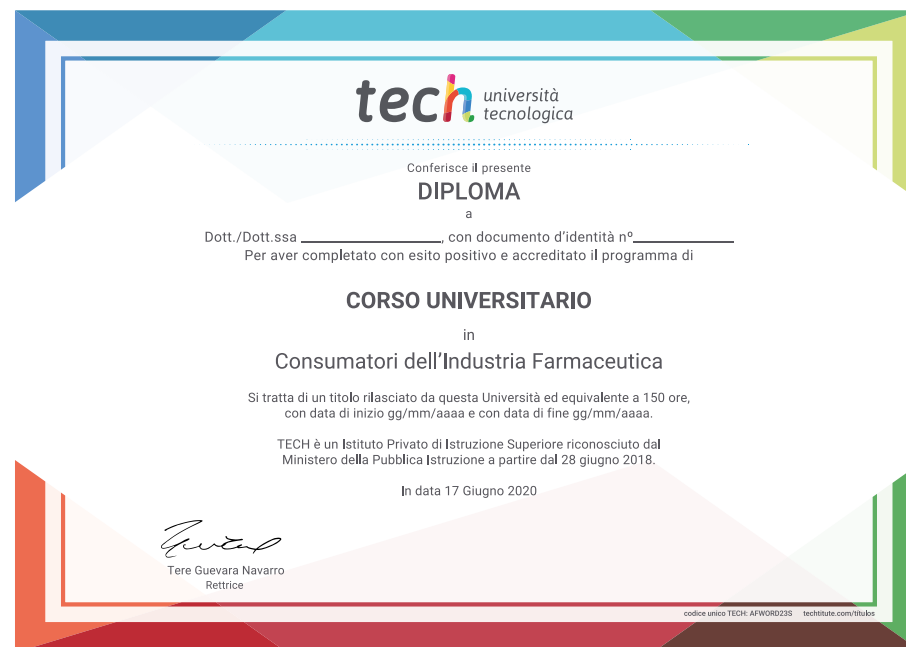 tech università
tecnologica
Conferisce il presente
DIPLOMA
a
Dott./Dott.ssa ____________________, con documento d'identità nº______________
Per aver completato con esito positivo e accreditato il programma di
CORSO UNIVERSITARIO
in
Consumatori dell'Industria Farmaceutica
Si tratta di un titolo rilasciato da questa Università ed equivalente a 150 ore,
con data di inizio gg/mm/aaaa e con data di fine gg/mm/aaaa.
TECH è un Istituto Privato di Istruzione Superiore riconosciuto dal
Ministero della Pubblica Istruzione a partire dal 28 giugno 2018.
In data 17 Giugno 2020
Tere Guevara Navarro
Rettrice
codice unico TECH: AFWORD23S techtitute.com/títulos